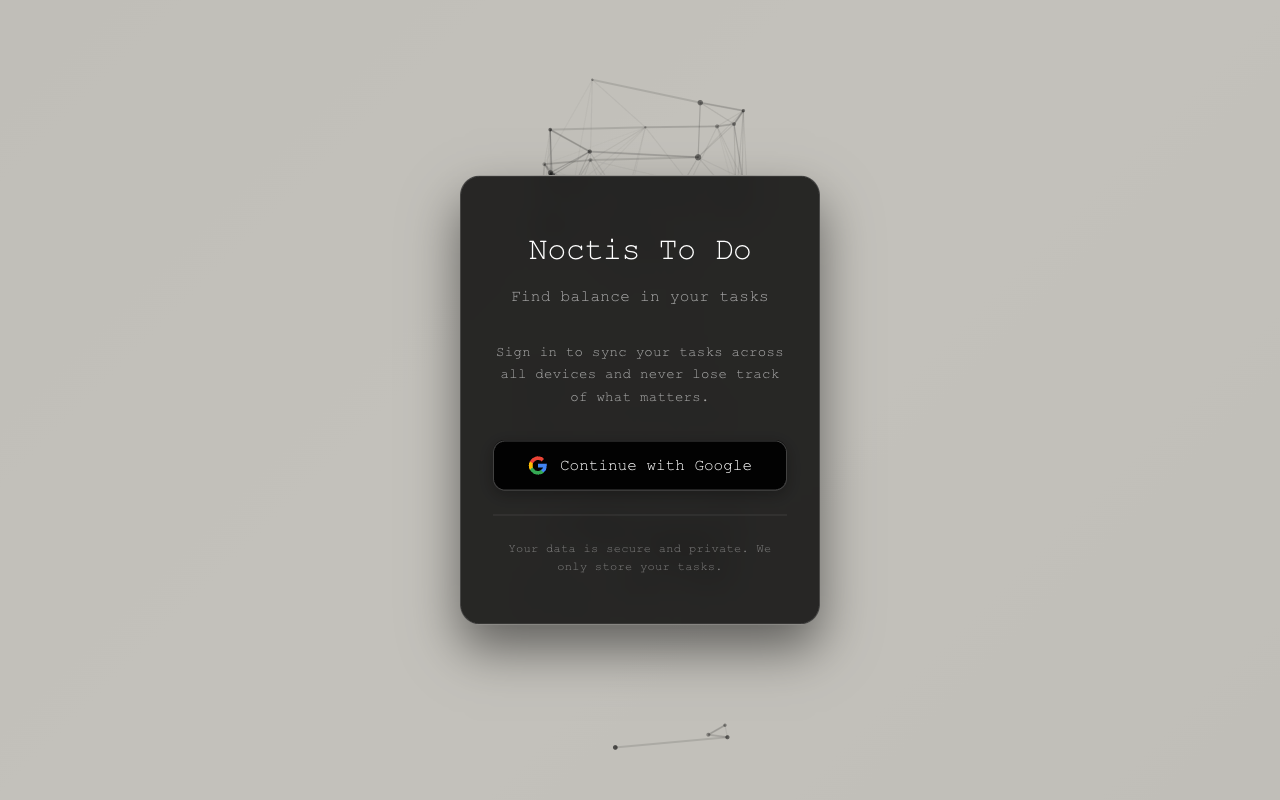 Noctis To Do
Find balance in your tasks
Sign in to sync your tasks across
all devices and never lose track
of what matters.
Continue with Google
Your data is secure and private. We
only store your tasks.